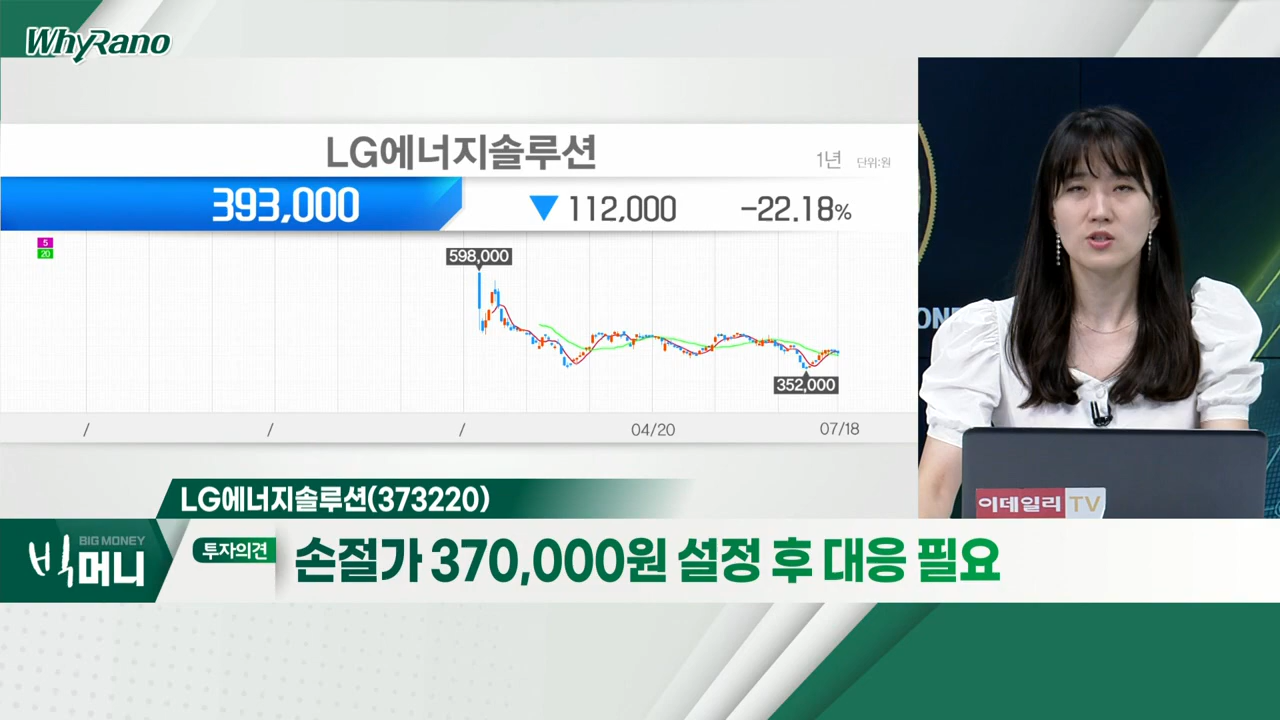 WhyRano
LG에너지솔루션
1년 단위:원
393,000 ▼ 112,000 -22.18%
5
20
598,000
352,000
/ / / 04/20 07/18
ONE
이데일리TV
LG에너지솔루션(373220)
BIG MONEY
빅머니
투자의견
손절가 370,000원 설정 후 대응 필요